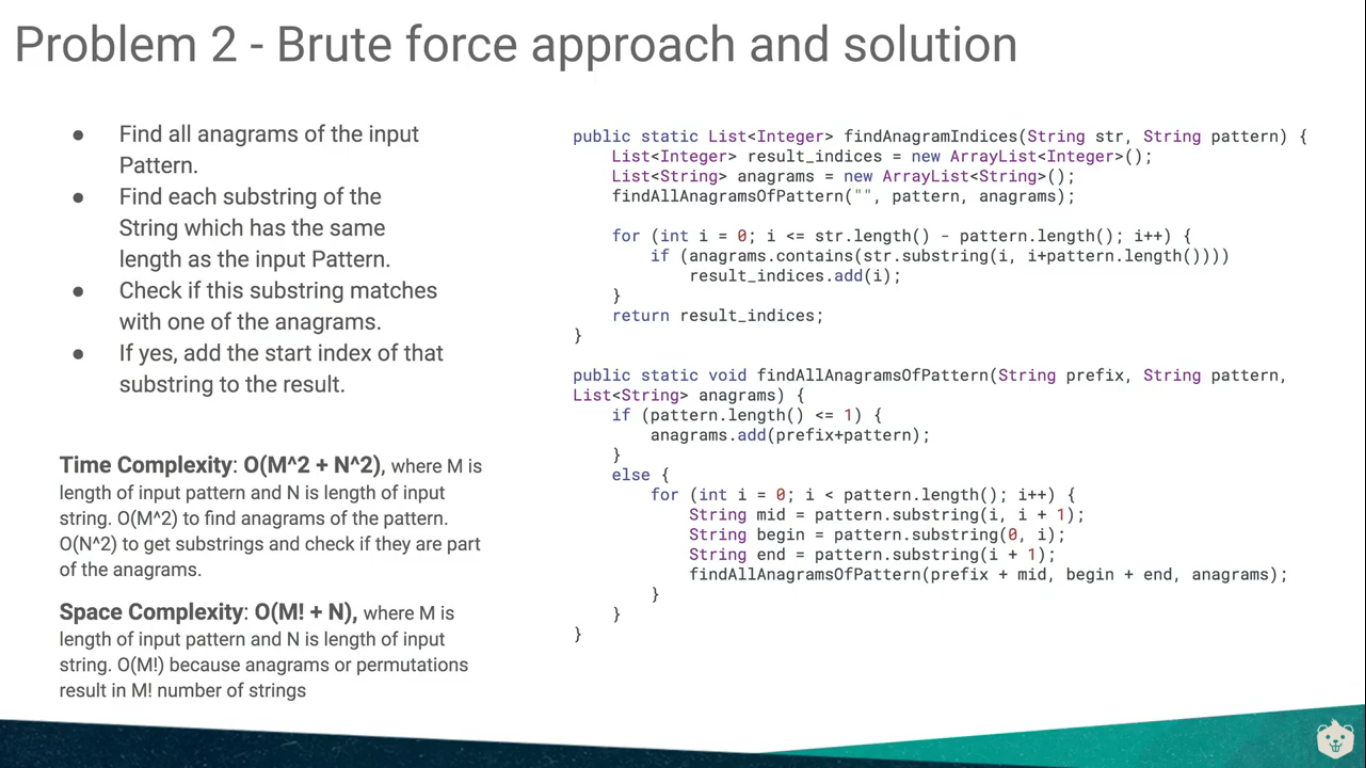 Problem 2 - Brute force approach and solution
● Find all anagrams of the input
Pattern.
● Find each substring of the
String which has the same
length as the input Pattern.
● Check if this substring matches
with one of the anagrams.
● If yes, add the start index of that
substring to the result.
Time Complexity: O(M^2 + N^2), where M is
length of input pattern and N is length of input
string. O(M^2) to find anagrams of the pattern.
O(N^2) to get substrings and check if they are part
of the anagrams.
Space Complexity: O(M! + N), where M is
length of input pattern and N is length of input
string. O(M!) because anagrams or permutations
result in M! number of strings
public static List<Integer> findAnagramIndices(String str, String pattern) {
    List<Integer> result_indices = new ArrayList<Integer>();
    List<String> anagrams = new ArrayList<String>();
    findAllAnagramsOfPattern("", pattern, anagrams);
    for (int i = 0; i <= str.length() - pattern.length(); i++) {
        if (anagrams.contains(str.substring(i, i+pattern.length())))
            result_indices.add(i);
    }
    return result_indices;
}
public static void findAllAnagramsOfPattern(String prefix, String pattern,
List<String> anagrams) {
    if (pattern.length() <= 1) {
        anagrams.add(prefix+pattern);
    }
    else {
        for (int i = 0; i < pattern.length(); i++) {
            String mid = pattern.substring(i, i + 1);
            String begin = pattern.substring(0, i);
            String end = pattern.substring(i + 1);
            findAllAnagramsOfPattern(prefix + mid, begin + end, anagrams);
        }
    }
}